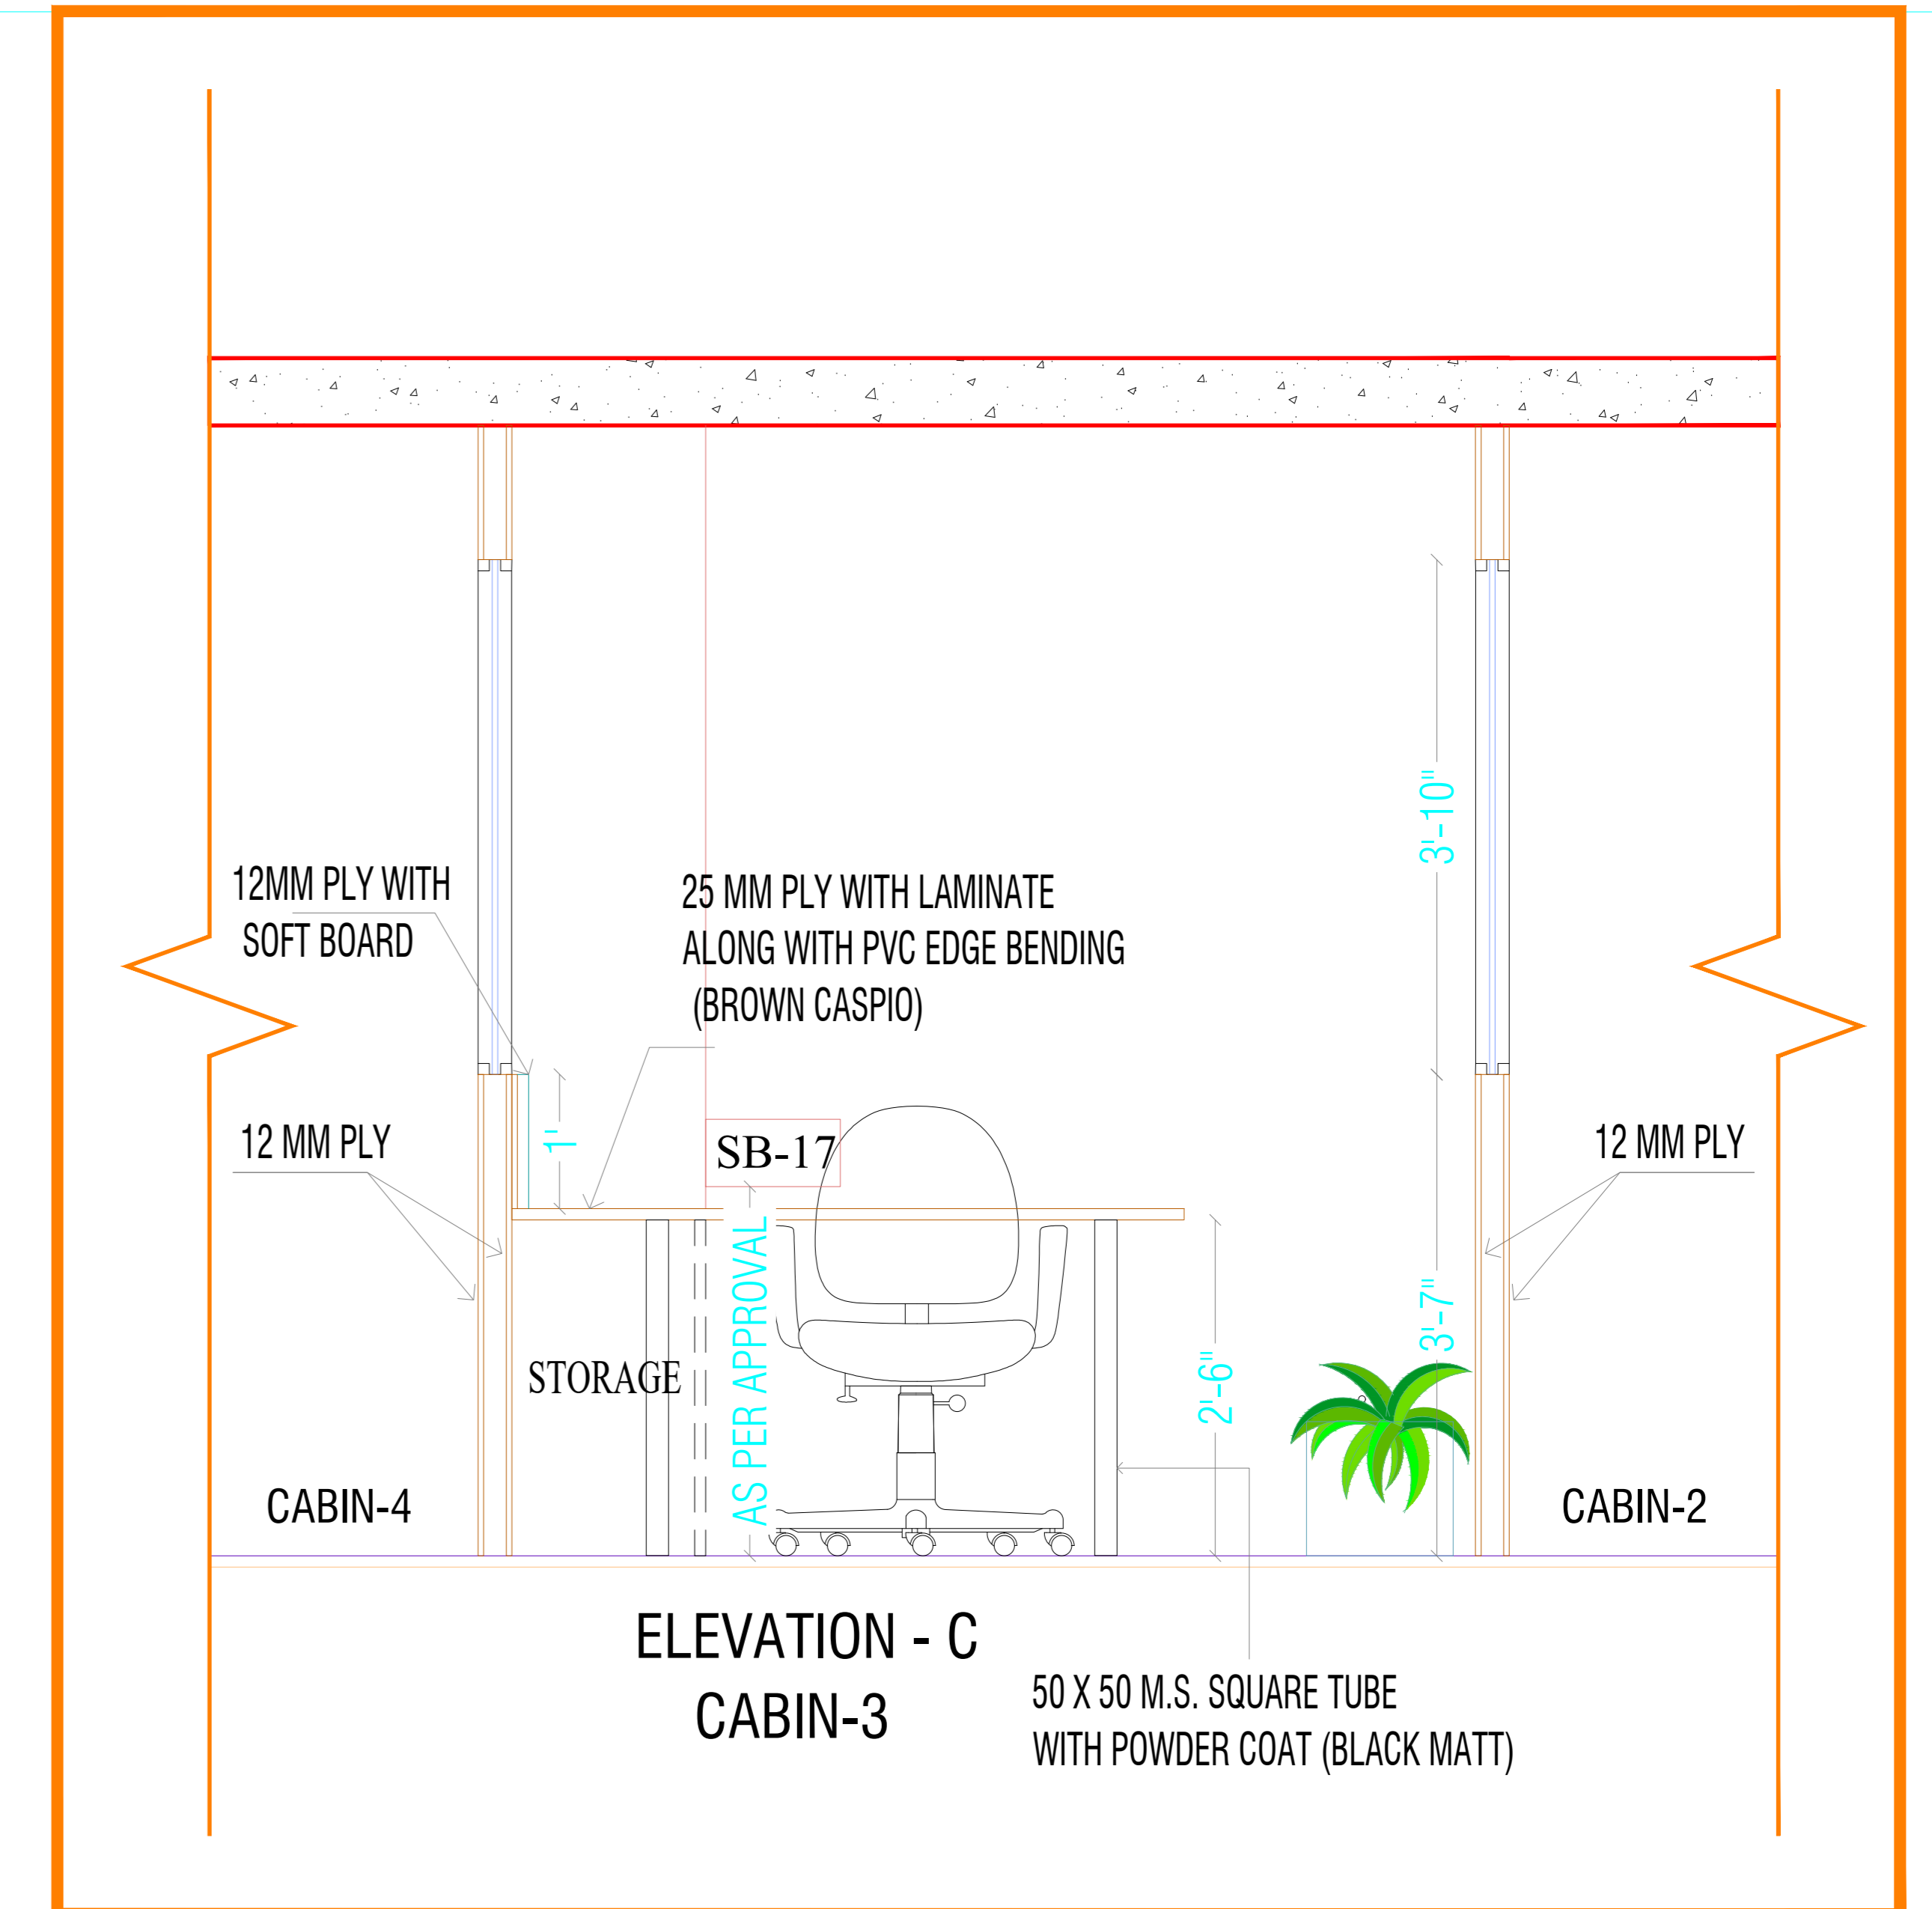 3'-10"
12MM PLY WITH
SOFT BOARD
25 MM PLY WITH LAMINATE
ALONG WITH PVC EDGE BENDING
(BROWN CASPIO)
12 MM PLY
1'
SB-17
12 MM PLY
AS PER APPROVAL
STORAGE
2'-6"
3'-7"
CABIN-4
CABIN-2
ELEVATION - C
CABIN-3
50 X 50 M.S. SQUARE TUBE
WITH POWDER COAT (BLACK MATT)